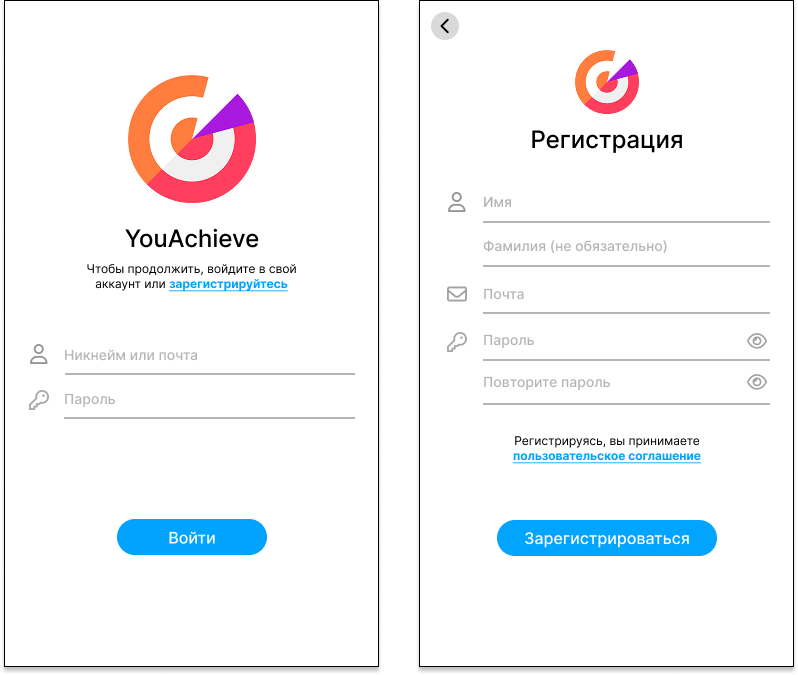 YouAchieve
Чтобы продолжить, войдите в свой
аккаунт или зарегистрируйтесь
Никнейм или почта
Пароль
Войти
Регистрация
Имя
Фамилия (не обязательно)
Почта
Пароль
Повторите пароль
Регистрируясь, вы принимаете
пользовательское соглашение
Зарегистрироваться